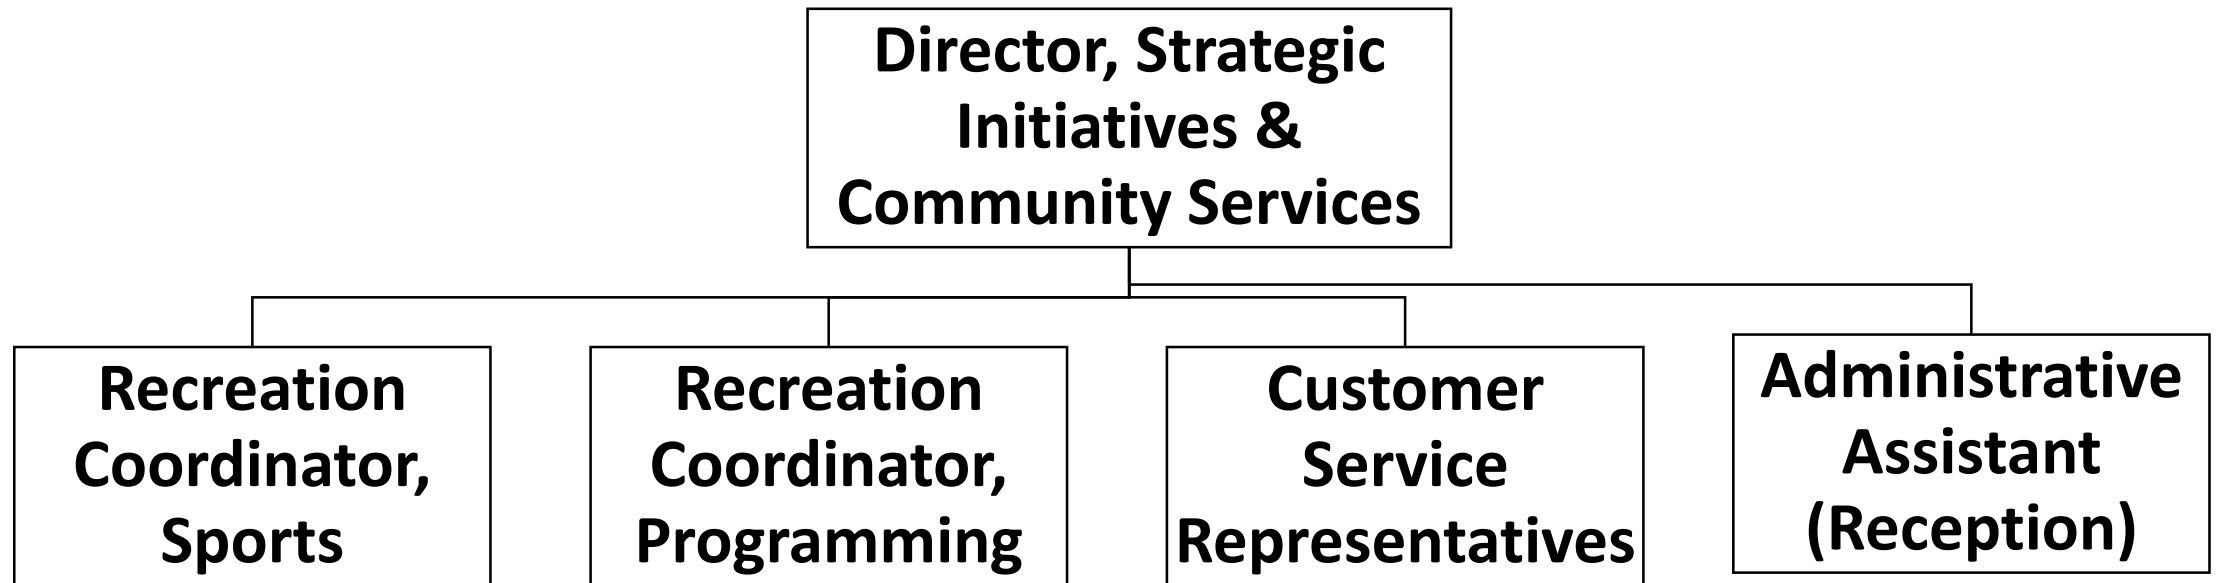 Director, Strategic
Initiatives &
Community Services
Recreation
Coordinator,
Sports
Recreation
Coordinator,
Programming
Customer
Service
Representatives
Administrative
Assistant
(Reception)